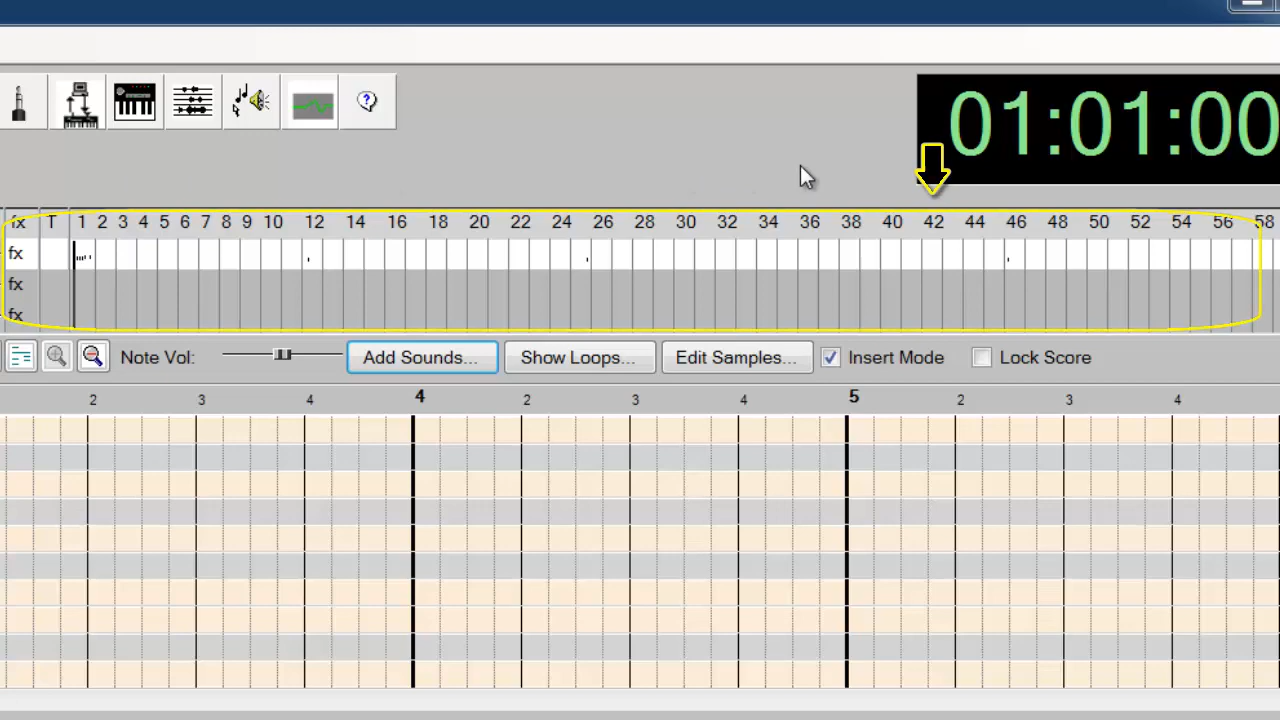 01:01:00
fx T 1 2 3 4 5 6 7 8 9 10 12 14 16 18 20 22 24 26 28 30 32 34 36 38 40 42 44 46 48 50 52 54 56 58
fx
fx
fx
Note Vol: Add Sounds... Show Loops... Edit Samples... Insert Mode Lock Score
2 3 4 4 2 3 4 5 2 3 4